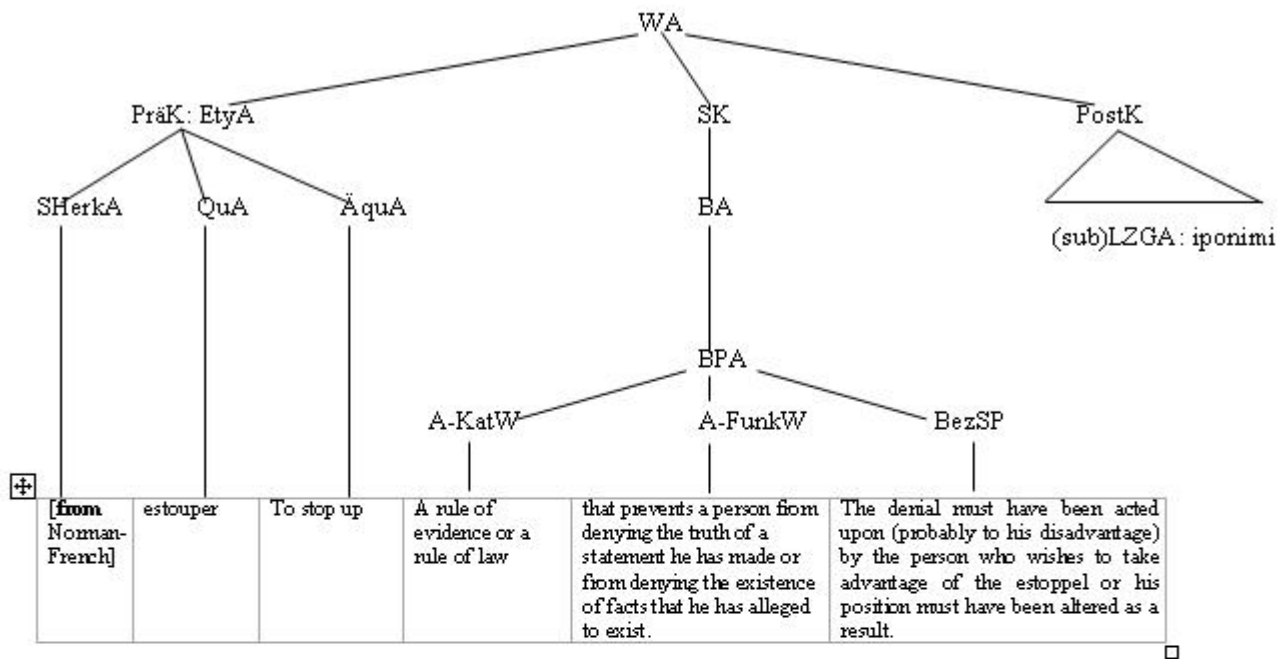 WA
PräK: EtyA
SK
PostK
SHerkA
QuA
ÄquA
BA
(sub)LZGA: iponimi
BPA
A-KatW
A-FunkW
BezSP
[from
Norman-
French]
estouper
To stop up
A rule of
evidence or a
rule of law
that prevents a person from
denying the truth of a
statement he has made or
from denying the existence
of facts that he has alleged
to exist.
The denial must have been acted
upon (probably to his disadvantage)
by the person who wishes to take
advantage of the estoppel or his
position must have been altered as a
result.